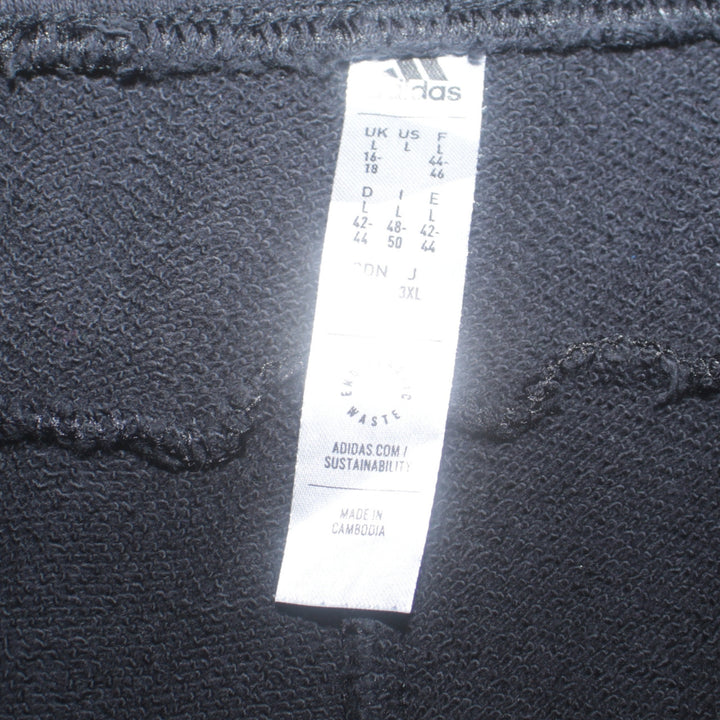 adidas
UK US F
L L L
16- 44-
18 46
D I E
L L L
42- 48- 42-
44 50 44
CDN J
3XL
WASTE
ADIDAS.COM/
SUSTAINABILITY
MADE IN
CAMBODIA